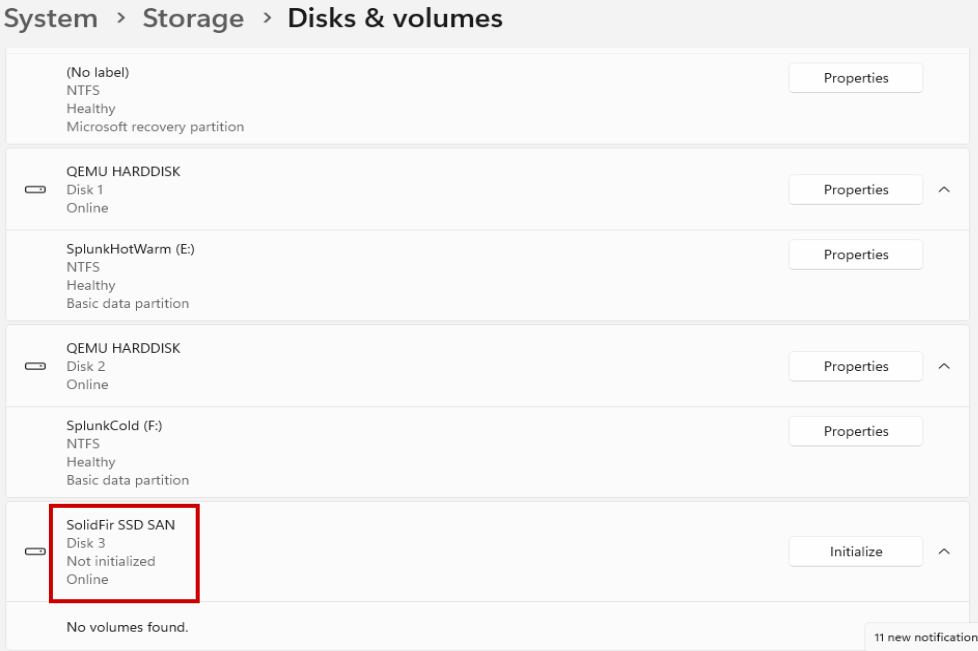 System > Storage > Disks & volumes
(No label)
NTFS
Healthy
Microsoft recovery partition
Properties
QEMU HARDDISK
Disk 1
Online
Properties
SplunkHotWarm (E:)
NTFS
Healthy
Basic data partition
Properties
QEMU HARDDISK
Disk 2
Online
Properties
SplunkCold (F:)
NTFS
Healthy
Basic data partition
Properties
SolidFir SSD SAN
Disk 3
Not initialized
Online
Initialize
No volumes found.
11 new notification